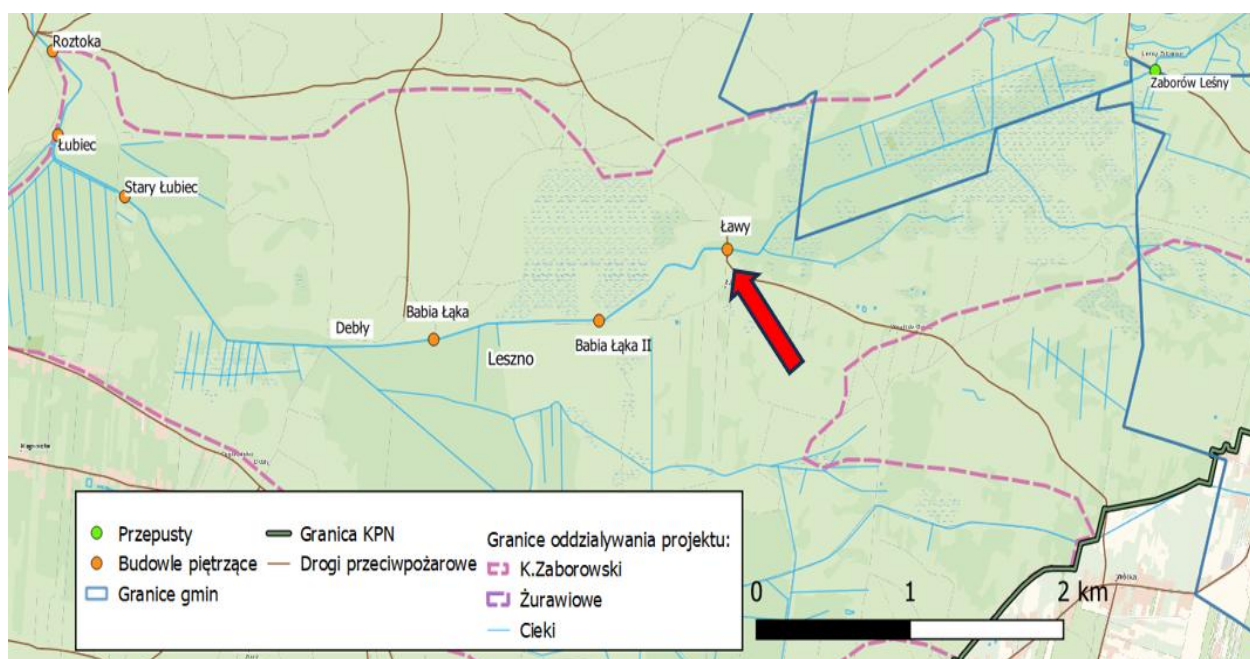 Roztoka
Zaborów Leśny
Łubiec
Stary Łubiec
Ławy
Babia Łąka
Debły
Babia Łąka II
Leszno
Przepusty
Budowle piętrzące
Granice gmin
Granica KPN
Drogi przeciwpożarowe
Granice oddziaływania projektu:
K.Zaborowski
Żurawiowe
Cieki
0 1 2 km